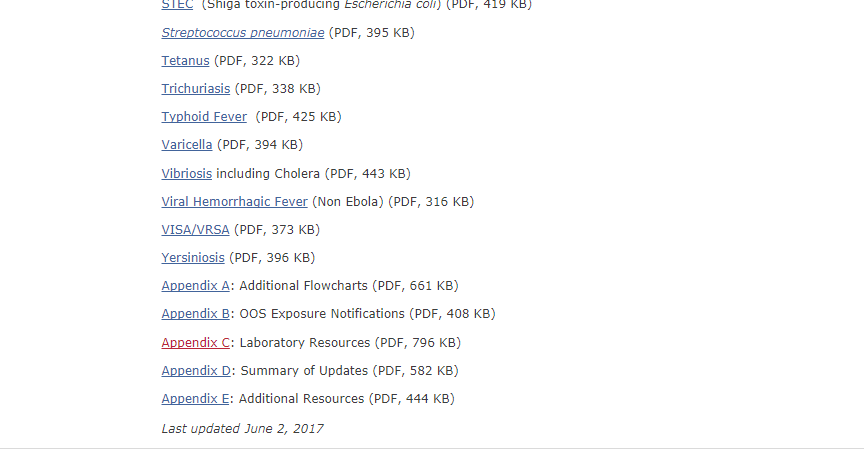 STEC (Shiga toxin-producing Escherichia coli) (PDF, 419 KB)
Streptococcus pneumoniae (PDF, 395 KB)
Tetanus (PDF, 322 KB)
Trichuriasis (PDF, 338 KB)
Typhoid Fever (PDF, 425 KB)
Varicella (PDF, 394 KB)
Vibriosis including Cholera (PDF, 443 KB)
Viral Hemorrhagic Fever (Non Ebola) (PDF, 316 KB)
VISA/VRSA (PDF, 373 KB)
Yersiniosis (PDF, 396 KB)
Appendix A: Additional Flowcharts (PDF, 661 KB)
Appendix B: OOS Exposure Notifications (PDF, 408 KB)
Appendix C: Laboratory Resources (PDF, 796 KB)
Appendix D: Summary of Updates (PDF, 582 KB)
Appendix E: Additional Resources (PDF, 444 KB)
Last updated June 2, 2017